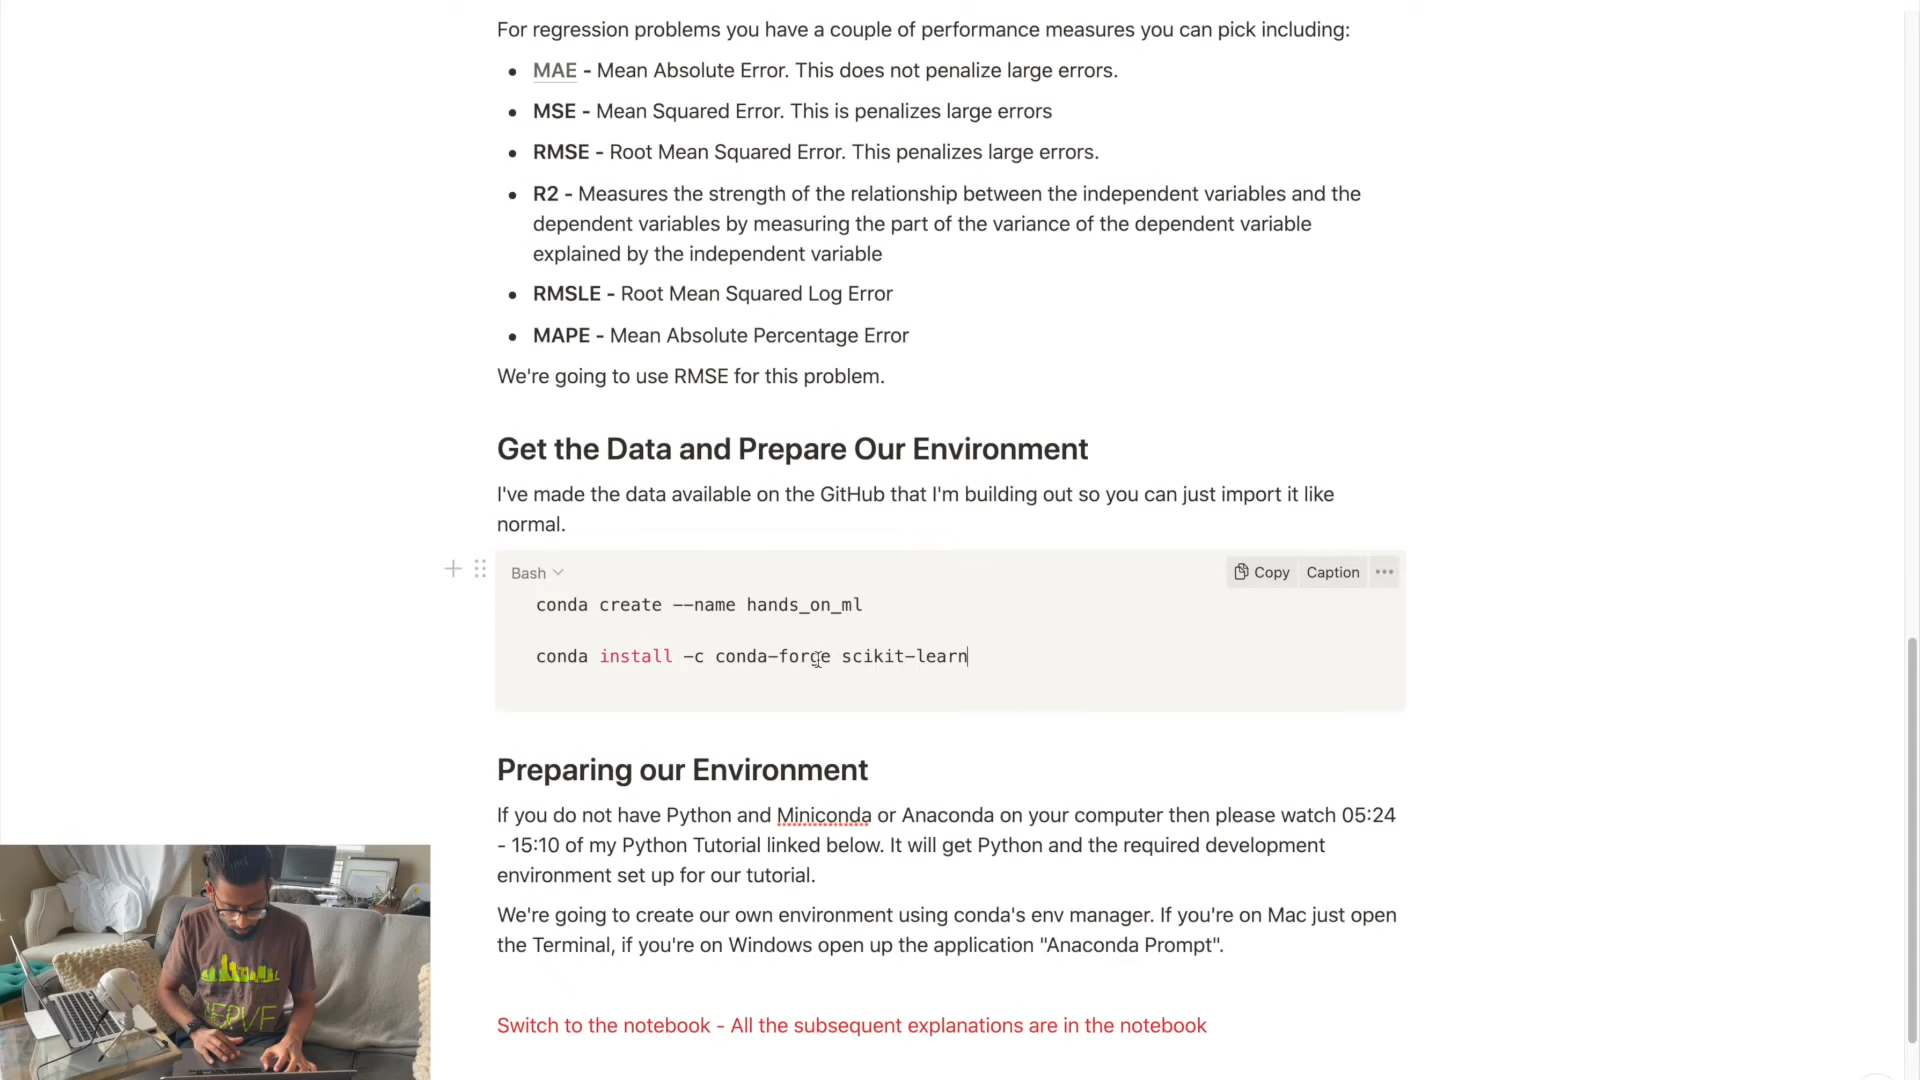 For regression problems you have a couple of performance measures you can pick including:
• MAE - Mean Absolute Error. This does not penalize large errors.
• MSE - Mean Squared Error. This is penalizes large errors
• RMSE - Root Mean Squared Error. This penalizes large errors.
• R2 - Measures the strength of the relationship between the independent variables and the
dependent variables by measuring the part of the variance of the dependent variable
explained by the independent variable
• RMSLE - Root Mean Squared Log Error
• MAPE - Mean Absolute Percentage Error
We're going to use RMSE for this problem.
Get the Data and Prepare Our Environment
I've made the data available on the GitHub that I'm building out so you can just import it like
normal.
Bash
Copy Caption
conda create --name hands_on_ml
conda install -c conda-forge scikit-learn
Preparing our Environment
If you do not have Python and Miniconda or Anaconda on your computer then please watch 05:24
- 15:10 of my Python Tutorial linked below. It will get Python and the required development
environment set up for our tutorial.
We're going to create our own environment using conda's env manager. If you're on Mac just open
the Terminal, if you're on Windows open up the application "Anaconda Prompt".
Switch to the notebook - All the subsequent explanations are in the notebook